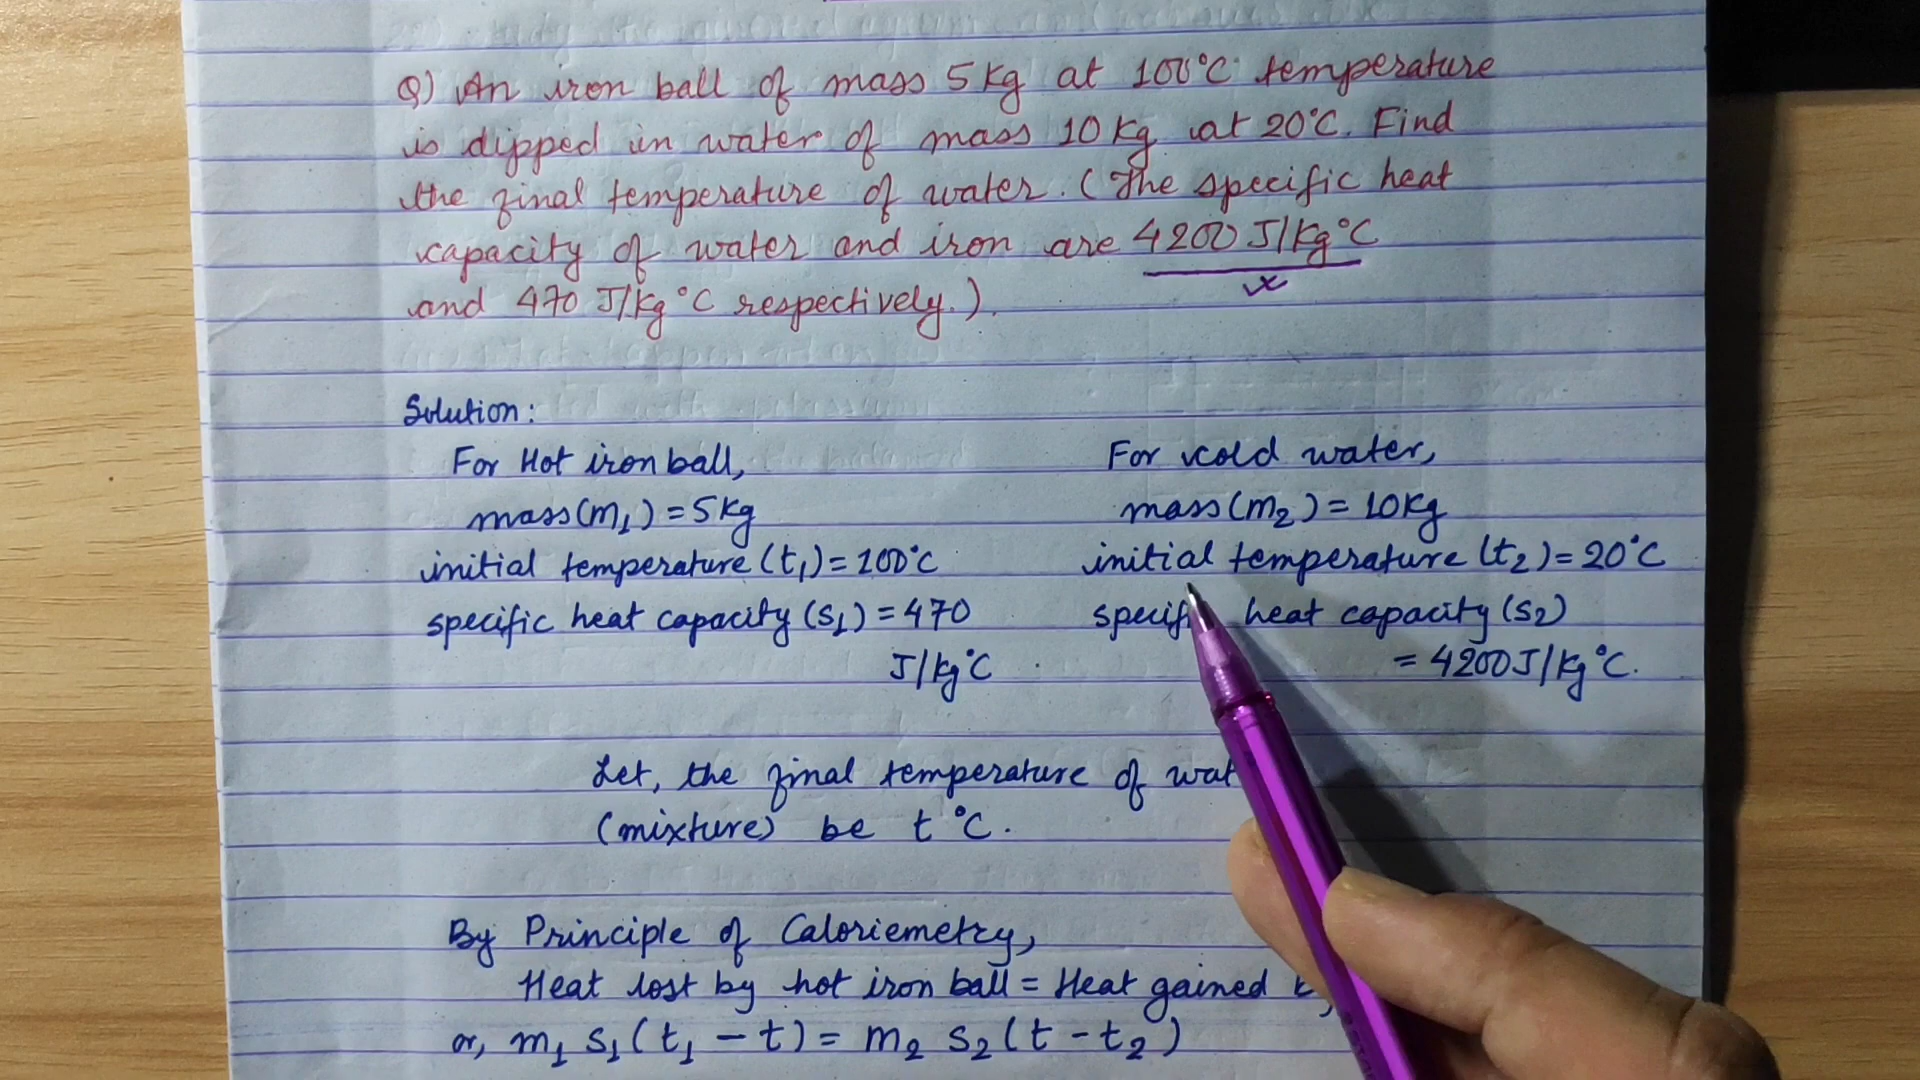 Q) An iron ball of mass 5 kg at 100°C temperature
is dipped in water of mass 10 kg at 20°C. Find
the final temperature of water. (The specific heat
capacity of water and iron are 4200 J/kg°C
and 470 J/kg°C respectively.).
Solution:
For Hot iron ball,
mass(m₁) = 5 kg
initial temperature (t₁) = 100°C
specific heat capacity (s₁) = 470
J/kg°C
For cold water,
mass (m₂) = 10 kg
initial temperature (t₂) = 20°C
heat capacity (s₂)
= 4200 J/kg°C.
Let, the final temperature of
(mixture) be t °C.
By Principle of Caloriemetry,
Heat lost by hot iron ball = Heat gained
or, m₁ s₁ (t₁ - t) = m₂ s₂ (t - t₂)